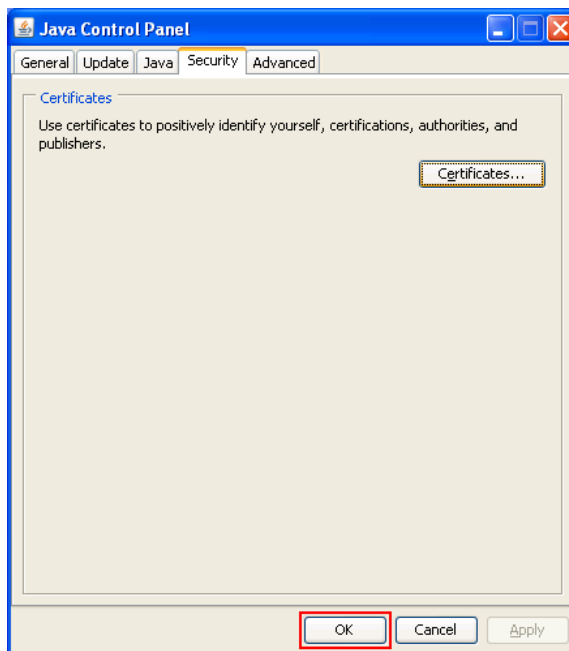 Java Control Panel
General Update Java Security Advanced
Certificates
Use certificates to positively identify yourself, certifications, authorities, and
publishers.
Certificates...
OK Cancel Apply